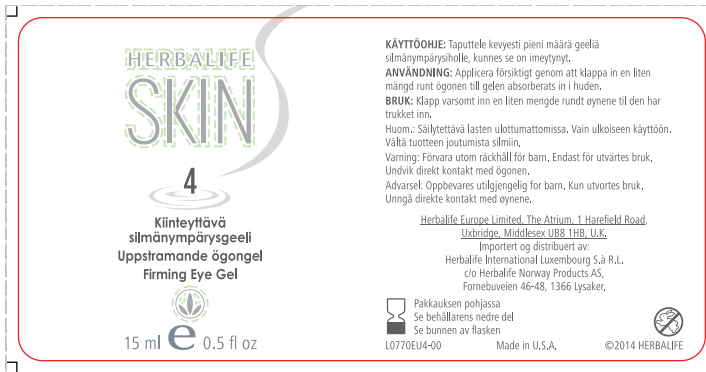 HERBALIFE
SKIN
4
Kiinteyttävä
silmänympärysgeeli
Uppstramande ögongel
Firming Eye Gel
15 ml e 0.5 fl oz
KÄYTTÖOHJE: Taputtele kevyesti pieni määrä geeliä
silmänympärysiholle, kunnes se on imeytynyt.
ANVÄNDNING: Applicera försiktigt genom att klappa in en liten
mängd runt ögonen till gelen absorberats in i huden.
BRUK: Klapp varsomt inn en liten mengde rundt øynene til den har
trukket inn.
Huom.: Säilytettävä lasten ulottumattomissa. Vain ulkoiseen käyttöön.
Vältä tuotteen joutumista silmiin.
Varning: Förvara utom räckhåll för barn. Endast för utvärtes bruk.
Undvik direkt kontakt med ögonen.
Advarsel: Oppbevares utilgjengelig for barn. Kun utvortes bruk.
Unngå direkte kontakt med øynene.
Herbalife Europe Limited, The Atrium, 1 Harefield Road,
Uxbridge, Middlesex UB8 1HB, U.K.
Importert og distribuert av:
Herbalife International Luxembourg S.à R.L.
c/o Herbalife Norway Products AS,
Fornebuveien 46-48, 1366 Lysaker.
Pakkauksen pohjassa
Se behållarens nedre del
Se bunnen av flasken
L0770EU4-00 Made in U.S.A. ©2014 HERBALIFE